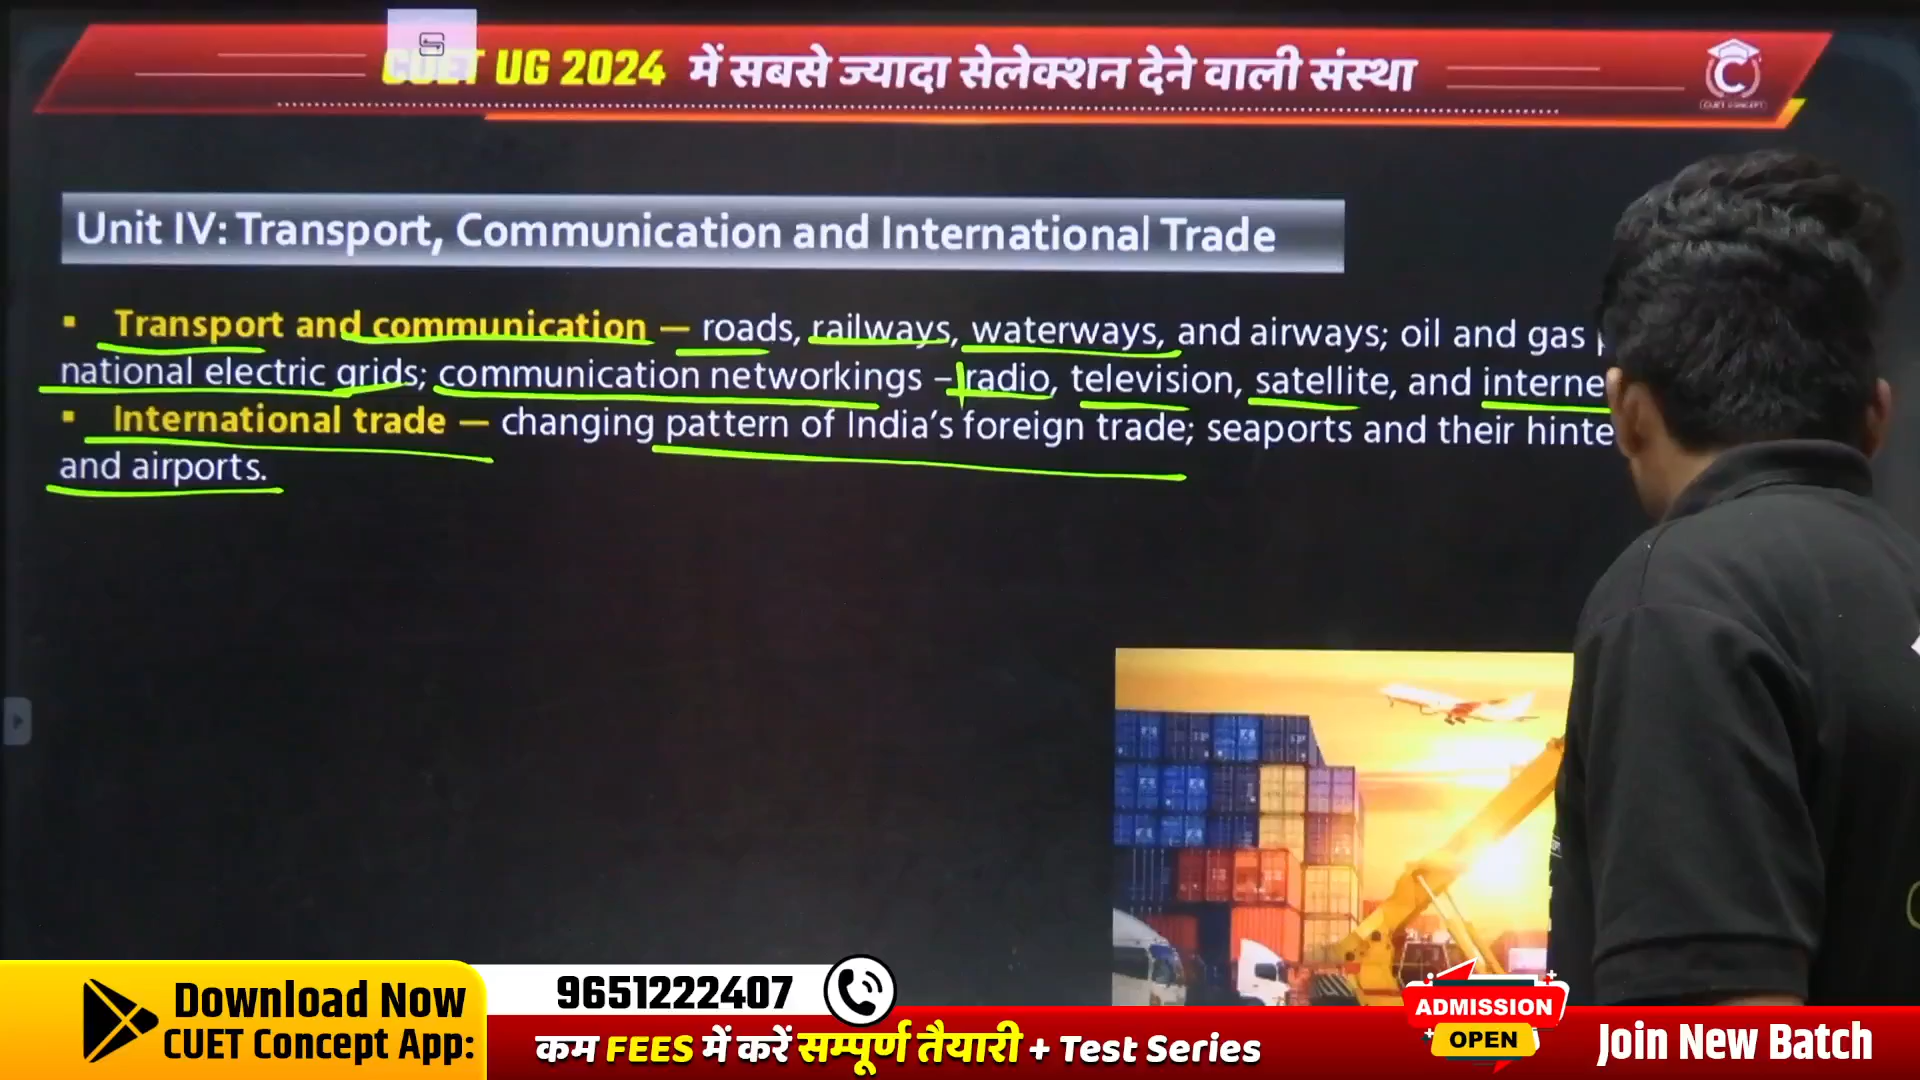 UG 2024 में सबसे ज्यादा सेलेक्शन देने वाली संस्था
CUET CONCEPT
Unit IV: Transport, Communication and International Trade
▪ Transport and communication — roads, railways, waterways, and airways; oil and gas
national electric grids; communication networkings – radio, television, satellite, and
▪ International trade — changing pattern of India's foreign trade; seaports and their
and airports.
Download Now
CUET Concept App:
9651222407
कम FEES में करें सम्पूर्ण तैयारी + Test Series
ADMISSION
OPEN
Join New Batch